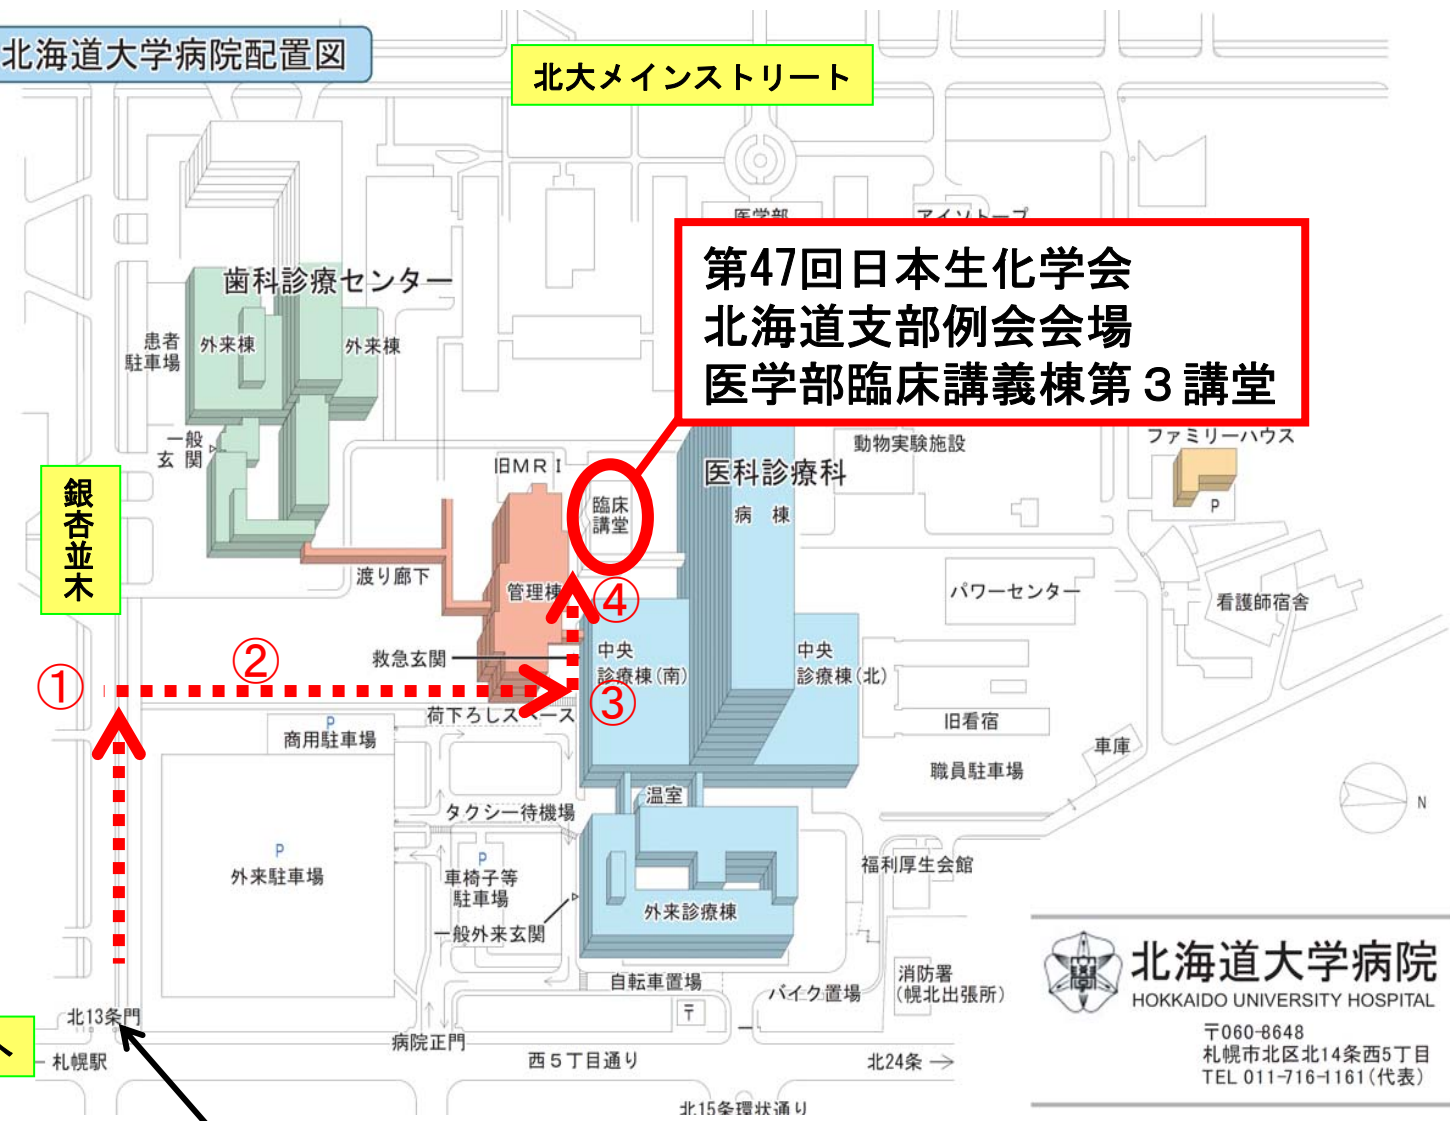 北海道大学病院配置図
北大メインストリート
医学部
アイソトープ
第47回日本生化学会
北海道支部例会会場
医学部臨床講義棟第３講堂
歯科診療センター
患者
駐車場
外来棟
外来棟
一般
玄関
旧ＭＲＩ
臨床
講堂
医科診療科
病棟
動物実験施設
ファミリーハウス
P
銀杏並木
渡り廊下
管理棟
④
パワーセンター
看護師宿舎
①
②
救急玄関
中央
診療棟(南)
③
中央
診療棟(北)
荷下ろしスペース
P
商用駐車場
旧看宿
車庫
職員駐車場
温室
タクシー待機場
N
P
外来駐車場
P
車椅子等
駐車場
福利厚生会館
一般外来玄関
外来診療棟
自転車置場
バイク置場
消防署
(幌北出張所)
〒
北海道大学病院
HOKKAIDO UNIVERSITY HOSPITAL
〒060-8648
札幌市北区北14条西5丁目
TEL 011-716-1161(代表)
北13条門
病院正門
へ
札幌駅
西５丁目通り
北24条
北15条環状通り